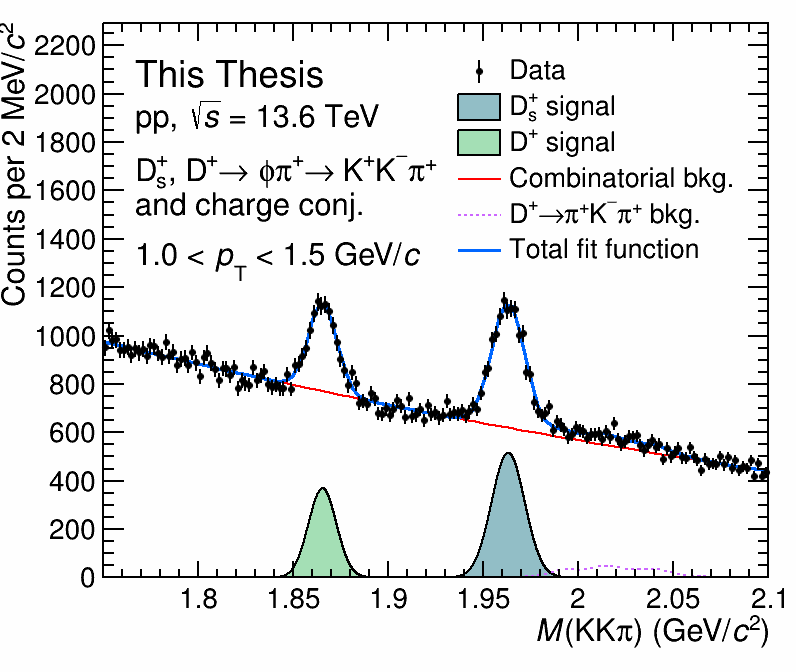 Counts per 2 MeV/c²
2200
2000
1800
1600
1400
1200
1000
800
600
400
200
0
This Thesis
pp, √s = 13.6 TeV
Dₛ⁺, D⁺→ ϕπ⁺→ K⁺K⁻π⁺
and charge conj.
1.0 < p_T < 1.5 GeV/c
Data
Dₛ⁺ signal
D⁺ signal
Combinatorial bkg.
D⁺→π⁺K⁻π⁺ bkg.
Total fit function
1.8 1.85 1.9 1.95 2 2.05 2.1
M(KKπ) (GeV/c²)